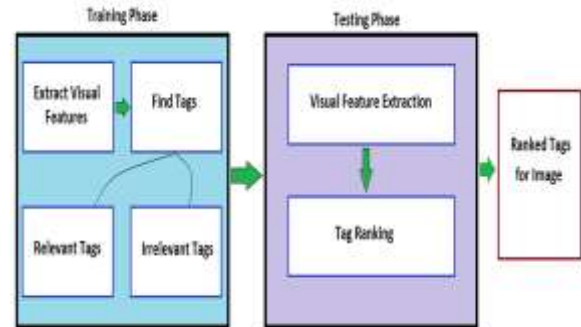 Training Phase
Testing Phase
Extract Visual
Features
Find Tags
Relevant Tags
Irrelevant Tags
Visual Feature Extraction
Tag Ranking
Ranked Tags
for Image